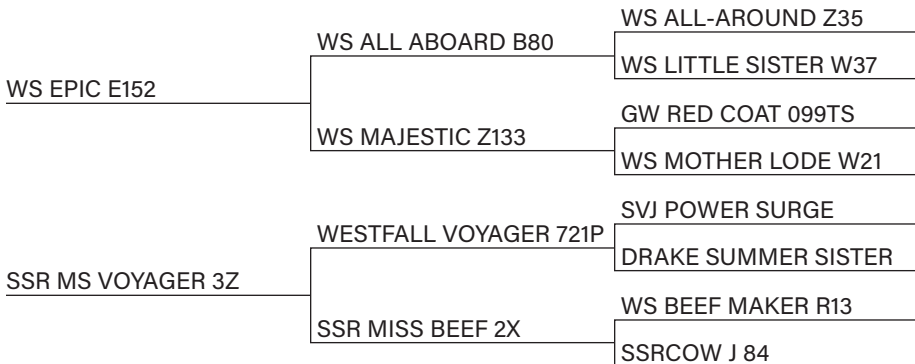 WS ALL-AROUND Z35
WS ALL ABOARD B80
WS LITTLE SISTER W37
WS EPIC E152
GW RED COAT 099TS
WS MAJESTIC Z133
WS MOTHER LODE W21
SVJ POWER SURGE
WESTFALL VOYAGER 721P
DRAKE SUMMER SISTER
SSR MS VOYAGER 3Z
WS BEEF MAKER R13
SSR MISS BEEF 2X
SSRCOW J 84